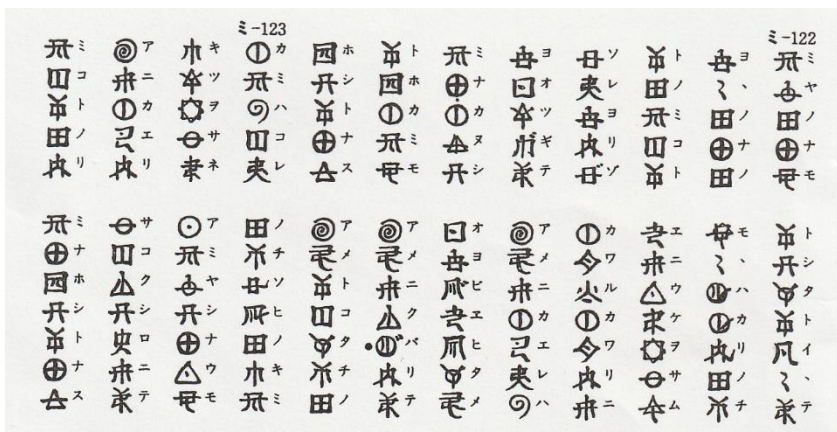 ミ-122
ミヤノナモ トシタトイヽテ
ヨヽノナノ モヽハカリノチ
トノミコト エニウケヲサム
ソレヨリゾ カワルカワリニ
ヨオツギテ アメニカエレハ
ミナカヌシ オヨビエヒタメ
トホカミモ アメニクバリテ
ホシトナス アメトコタチノ
ミ-123
カミハコレ ノチソヒノキミ
キツヲサネ アミヤシナウモ
アニカエリ サコクシロニテ
ミコトノリ ミナホシトナス